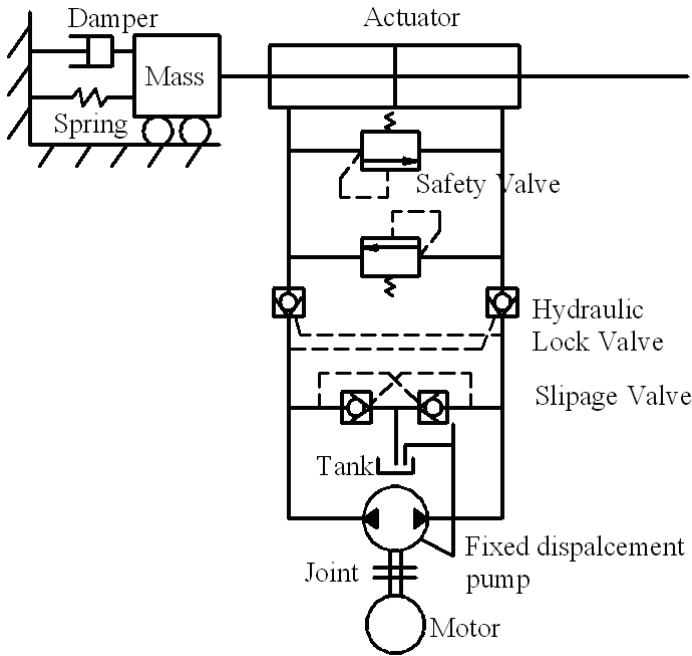 Damper
Actuator
Mass
Spring
Safety Valve
Hydraulic
Lock Valve
Slipage Valve
Tank
Fixed dispalcement
pump
Joint
Motor